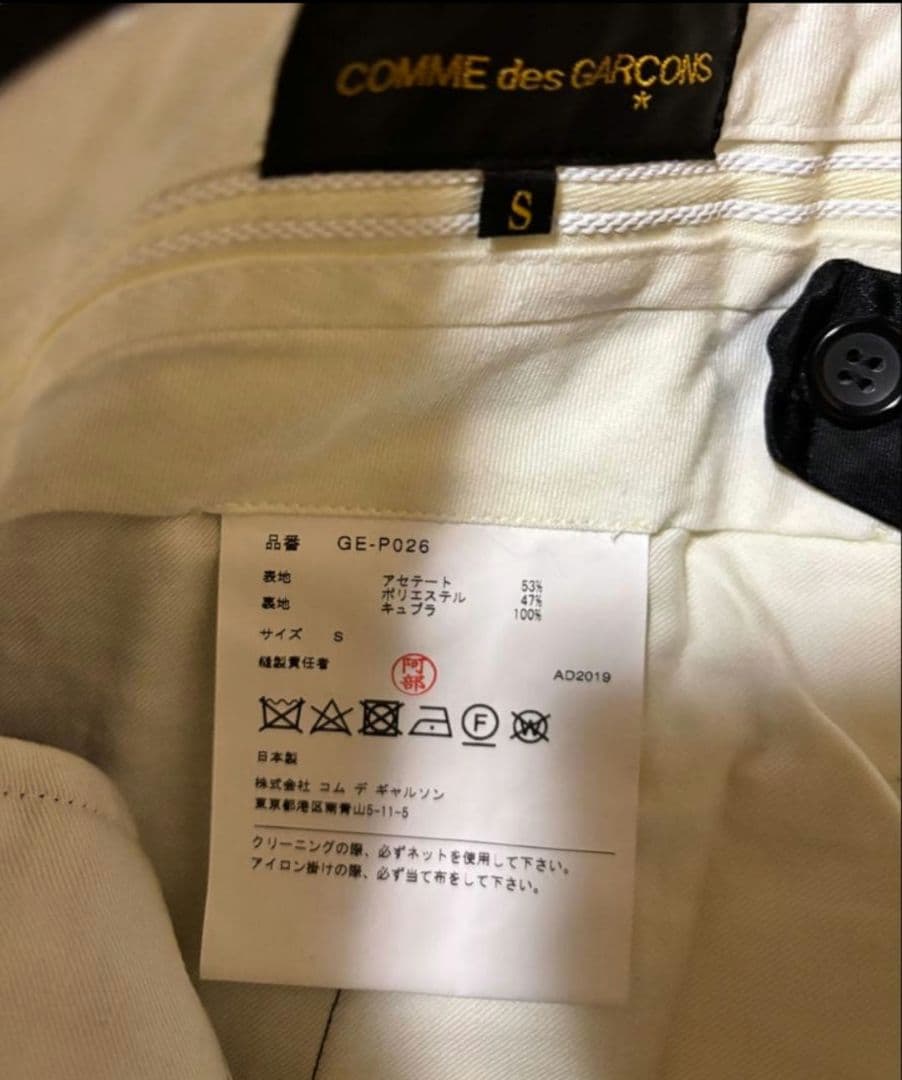 COMME des GARCONS
*
S
品番 GE-P026
表地 アセテート 53%
ポリエステル 47%
裏地 キュプラ 100%
サイズ S
縫製責任者 阿部 AD2019
F W
日本製
株式会社 コム デ ギャルソン
東京都港区南青山5-11-5
クリーニングの際、必ずネットを使用して下さい。
アイロン掛けの際、必ず当て布をして下さい。